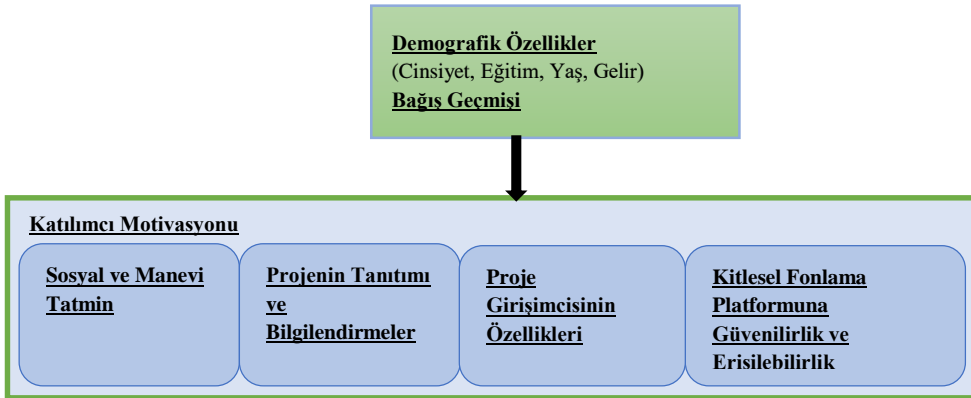 Demografik Özellikler
(Cinsiyet, Eğitim, Yaş, Gelir)
Bağış Geçmişi
Katılımcı Motivasyonu
Sosyal ve Manevi
Tatmin
Projenin Tanıtımı
ve
Bilgilendirmeler
Proje
Girişimcisinin
Özellikleri
Kitlesel Fonlama
Platformuna
Güvenilirlik ve
Erisilebilirlik